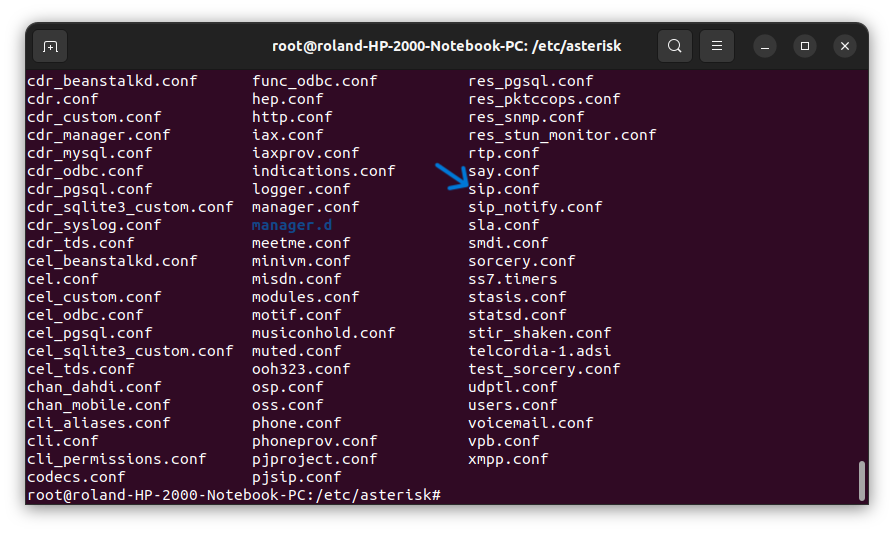 root@roland-HP-2000-Notebook-PC: /etc/asterisk
cdr_beanstalkd.conf func_odbc.conf res_pgsql.conf
cdr.conf hep.conf res_pktccops.conf
cdr_custom.conf http.conf res_snmp.conf
cdr_manager.conf iax.conf res_stun_monitor.conf
cdr_mysql.conf iaxprov.conf rtp.conf
cdr_odbc.conf indications.conf say.conf
cdr_pgsql.conf logger.conf sip.conf
cdr_sqlite3_custom.conf manager.conf sip_notify.conf
cdr_syslog.conf manager.d sla.conf
cdr_tds.conf meetme.conf smdi.conf
cel_beanstalkd.conf minivm.conf sorcery.conf
cel.conf misdn.conf ss7.timers
cel_custom.conf modules.conf stasis.conf
cel_odbc.conf motif.conf statsd.conf
cel_pgsql.conf musiconhold.conf stir_shaken.conf
cel_sqlite3_custom.conf muted.conf telcordia-1.adsi
cel_tds.conf ooh323.conf test_sorcery.conf
chan_dahdi.conf osp.conf udptl.conf
chan_mobile.conf oss.conf users.conf
cli_aliases.conf phone.conf voicemail.conf
cli.conf phoneprov.conf vpb.conf
cli_permissions.conf pjproject.conf xmpp.conf
codecs.conf pjsip.conf
root@roland-HP-2000-Notebook-PC:/etc/asterisk#